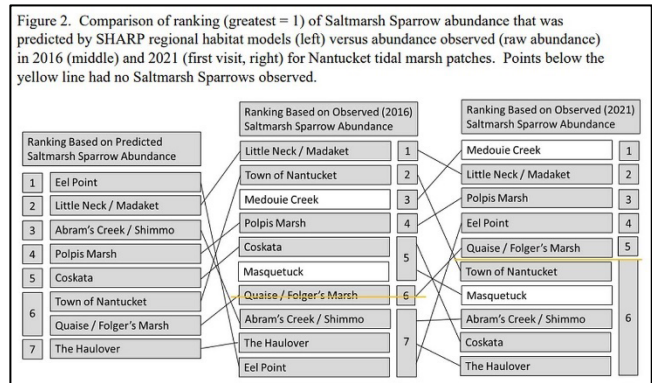 Figure 2.  Comparison of ranking (greatest = 1) of Saltmarsh Sparrow abundance that was
predicted by SHARP regional habitat models (left) versus abundance observed (raw abundance)
in 2016 (middle) and 2021 (first visit, right) for Nantucket tidal marsh patches.  Points below the
yellow line had no Saltmarsh Sparrows observed.
Ranking Based on Predicted
Saltmarsh Sparrow Abundance
1 Eel Point
2 Little Neck / Madaket
3 Abram's Creek / Shimmo
4 Polpis Marsh
5 Coskata
6 Town of Nantucket
Quaise / Folger's Marsh
7 The Haulover
Ranking Based on Observed (2016)
Saltmarsh Sparrow Abundance
Little Neck / Madaket 1
Town of Nantucket 2
Medouie Creek 3
Polpis Marsh 4
Coskata 5
Masquetuck
Quaise / Folger's Marsh 6
Abram's Creek / Shimmo 7
The Haulover
Eel Point
Ranking Based on Observed (2021)
Saltmarsh Sparrow Abundance
Medouie Creek 1
Little Neck / Madaket 2
Polpis Marsh 3
Eel Point 4
Quaise / Folger's Marsh 5
Town of Nantucket 6
Masquetuck
Abram's Creek / Shimmo
Coskata
The Haulover